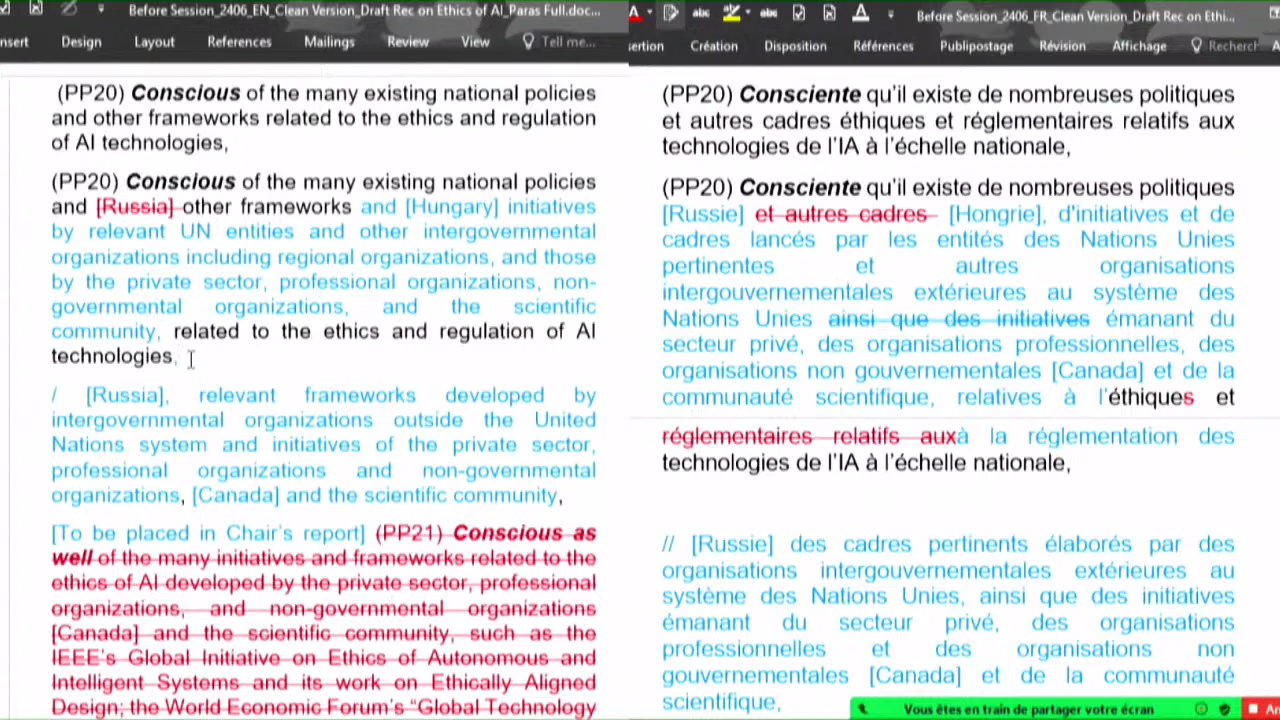 Before Session_2406_EN_Clean Version_Draft Rec on Ethics of AI_Paras Full.doc...
nsert Design Layout References Mailings Review View Tell me...
(PP20) Conscious of the many existing national policies
and other frameworks related to the ethics and regulation
of AI technologies,
(PP20) Conscious of the many existing national policies
and [Russia] other frameworks and [Hungary] initiatives
by relevant UN entities and other intergovernmental
organizations including regional organizations, and those
by the private sector, professional organizations, non-
governmental organizations, and the scientific
community, related to the ethics and regulation of AI
technologies,
/ [Russia], relevant frameworks developed by
intergovernmental organizations outside the United
Nations system and initiatives of the private sector,
professional organizations and non-governmental
organizations, [Canada] and the scientific community,
[To be placed in Chair's report] (PP21) Conscious as
well of the many initiatives and frameworks related to the
ethics of AI developed by the private sector, professional
organizations, and non-governmental organizations
[Canada] and the scientific community, such as the
IEEE's Global Initiative on Ethics of Autonomous and
Intelligent Systems and its work on Ethically Aligned
Design; the World Economic Forum's "Global Technology
abc abc A
Before Session_2406_FR_Clean Version_Draft Rec on Ethi...
sertion Création Disposition Références Publipostage Révision Affichage Recherch
(PP20) Consciente qu'il existe de nombreuses politiques
et autres cadres éthiques et réglementaires relatifs aux
technologies de l'IA à l'échelle nationale,
(PP20) Consciente qu'il existe de nombreuses politiques
[Russie] et autres cadres [Hongrie], d'initiatives et de
cadres lancés par les entités des Nations Unies
pertinentes et autres organisations
intergouvernementales extérieures au système des
Nations Unies ainsi que des initiatives émanant du
secteur privé, des organisations professionnelles, des
organisations non gouvernementales [Canada] et de la
communauté scientifique, relatives à l'éthiques et
réglementaires relatifs auxà la réglementation des
technologies de l'IA à l'échelle nationale,
// [Russie] des cadres pertinents élaborés par des
organisations intergouvernementales extérieures au
système des Nations Unies, ainsi que des initiatives
émanant du secteur privé, des organisations
professionnelles et des organisations non
gouvernementales [Canada] et de la communauté
scientifique,
Vous êtes en train de partager votre écran